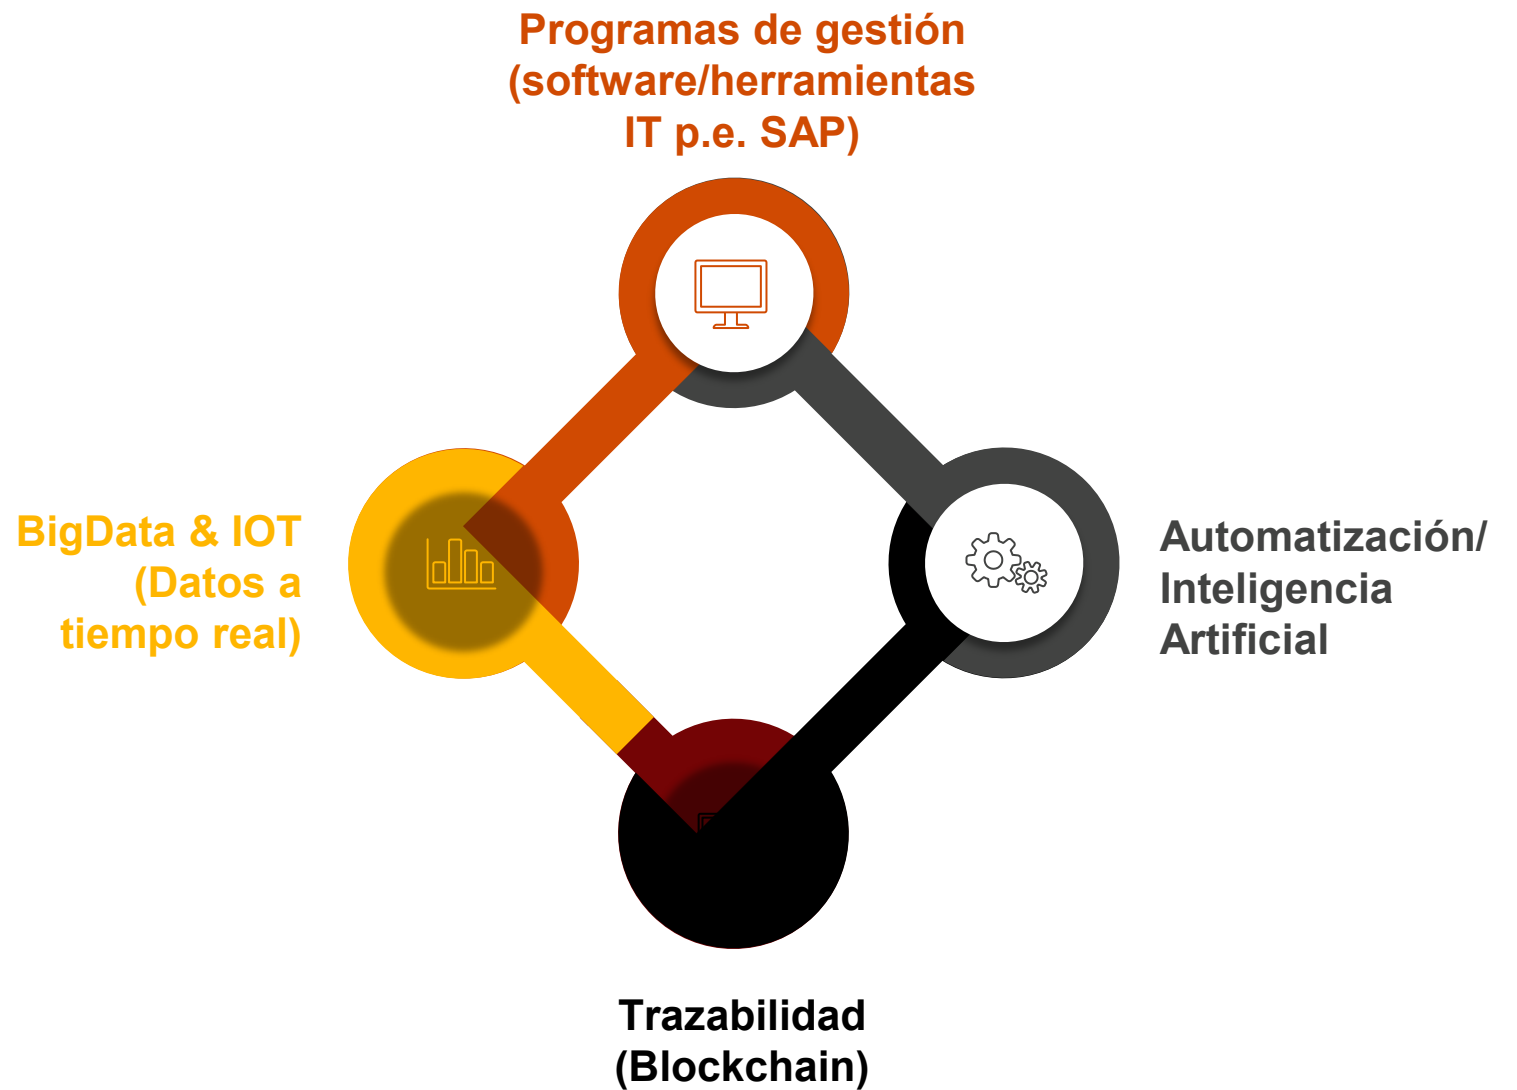 Programas de gestión
(software/herramientas
IT p.e. SAP)
BigData & IOT
(Datos a
tiempo real)
Automatización/
Inteligencia
Artificial
Trazabilidad
(Blockchain)